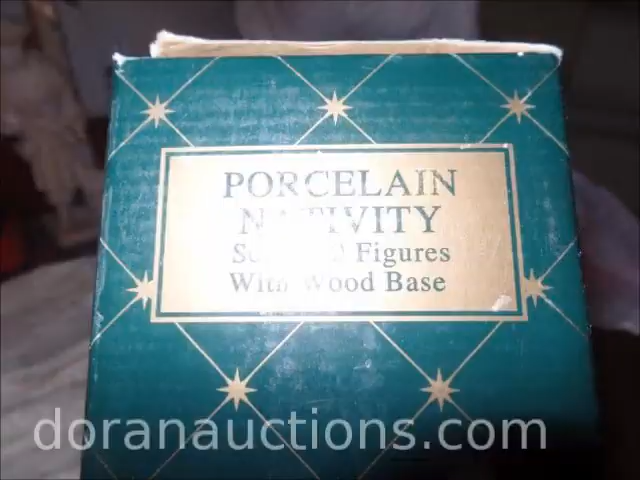 PORCELAIN
NATIVITY
Figures
With Wood Base
doranauctions.com